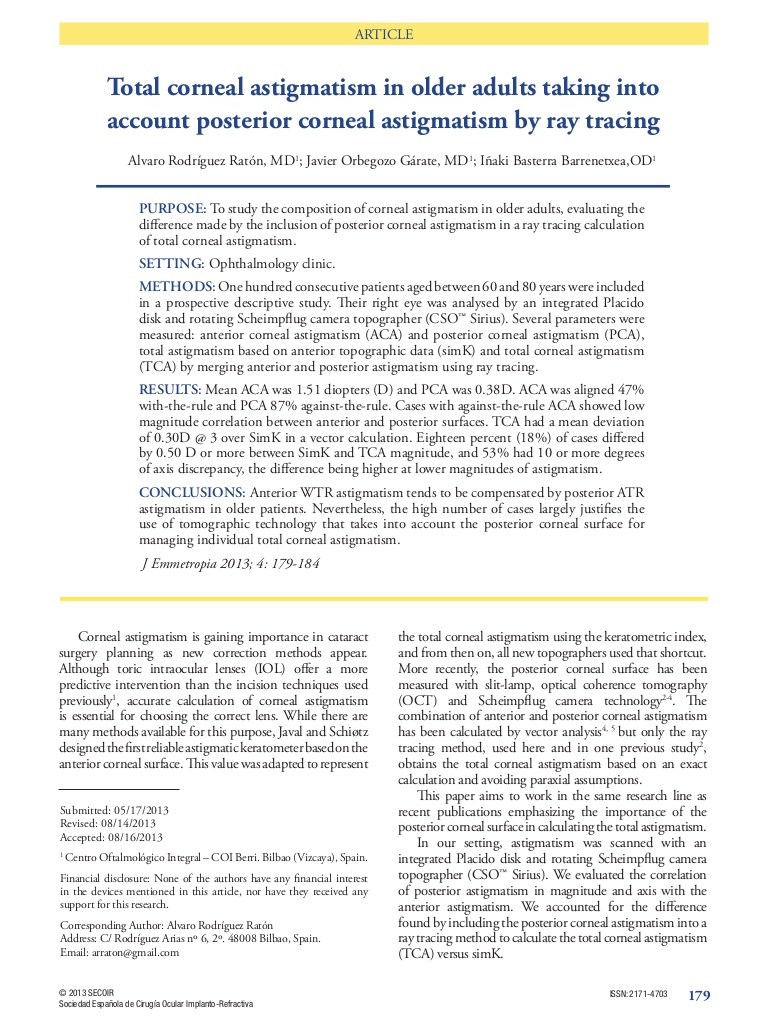 ARTICLE
Total corneal astigmatism in older adults taking into
account posterior corneal astigmatism by ray tracing
Alvaro Rodríguez Ratón, MD1; Javier Orbegozo Gárate, MD1; Iñaki Basterra Barrenetxea,OD1
PURPOSE: To study the composition of corneal astigmatism in older adults, evaluating the
difference made by the inclusion of posterior corneal astigmatism in a ray tracing calculation
of total corneal astigmatism.
SETTING: Ophthalmology clinic.
METHODS: One hundred consecutive patients aged between 60 and 80 years were included
in a prospective descriptive study. Their right eye was analysed by an integrated Placido
disk and rotating Scheimpflug camera topographer (CSO™ Sirius). Several parameters were
measured: anterior corneal astigmatism (ACA) and posterior corneal astigmatism (PCA),
total astigmatism based on anterior topographic data (simK) and total corneal astigmatism
(TCA) by merging anterior and posterior astigmatism using ray tracing.
RESULTS: Mean ACA was 1.51 diopters (D) and PCA was 0.38D. ACA was aligned 47%
with-the-rule and PCA 87% against-the-rule. Cases with against-the-rule ACA showed low
magnitude correlation between anterior and posterior surfaces. TCA had a mean deviation
of 0.30D @ 3 over SimK in a vector calculation. Eighteen percent (18%) of cases differed
by 0.50 D or more between SimK and TCA magnitude, and 53% had 10 or more degrees
of axis discrepancy, the difference being higher at lower magnitudes of astigmatism.
CONCLUSIONS: Anterior WTR astigmatism tends to be compensated by posterior ATR
astigmatism in older patients. Nevertheless, the high number of cases largely justifies the
use of tomographic technology that takes into account the posterior corneal surface for
managing individual total corneal astigmatism.
J Emmetropia 2013; 4: 179-184
Corneal astigmatism is gaining importance in cataract
surgery planning as new correction methods appear.
Although toric intraocular lenses (IOL) offer a more
predictive intervention than the incision techniques used
previously1, accurate calculation of corneal astigmatism
is essential for choosing the correct lens. While there are
many methods available for this purpose, Javal and Schiøtz
designed the first reliable astigmatic keratometer based on the
anterior corneal surface. This value was adapted to represent
Submitted: 05/17/2013
Revised: 08/14/2013
Accepted: 08/16/2013
1 Centro Oftalmológico Integral – COI Berri. Bilbao (Vizcaya), Spain.
Financial disclosure: None of the authors have any financial interest
in the devices mentioned in this article, nor have they received any
support for this research.
Corresponding Author: Alvaro Rodríguez Ratón
Address: C/ Rodríguez Arias nº 6, 2º. 48008 Bilbao, Spain.
Email: arraton@gmail.com
the total corneal astigmatism using the keratometric index,
and from then on, all new topographers used that shortcut.
More recently, the posterior corneal surface has been
measured with slit-lamp, optical coherence tomography
(OCT) and Scheimpflug camera technology2-4. The
combination of anterior and posterior corneal astigmatism
has been calculated by vector analysis4, 5 but only the ray
tracing method, used here and in one previous study2,
obtains the total corneal astigmatism based on an exact
calculation and avoiding paraxial assumptions.
This paper aims to work in the same research line as
recent publications emphasizing the importance of the
posterior corneal surface in calculating the total astigmatism.
In our setting, astigmatism was scanned with an
integrated Placido disk and rotating Scheimpflug camera
topographer (CSO™ Sirius). We evaluated the correlation
of posterior astigmatism in magnitude and axis with the
anterior astigmatism. We accounted for the difference
found by including the posterior corneal astigmatism into a
ray tracing method to calculate the total corneal astigmatism
(TCA) versus simK.
© 2013 SECOIR
Sociedad Española de Cirugía Ocular Implanto-Refractiva
ISSN: 2171-4703
179